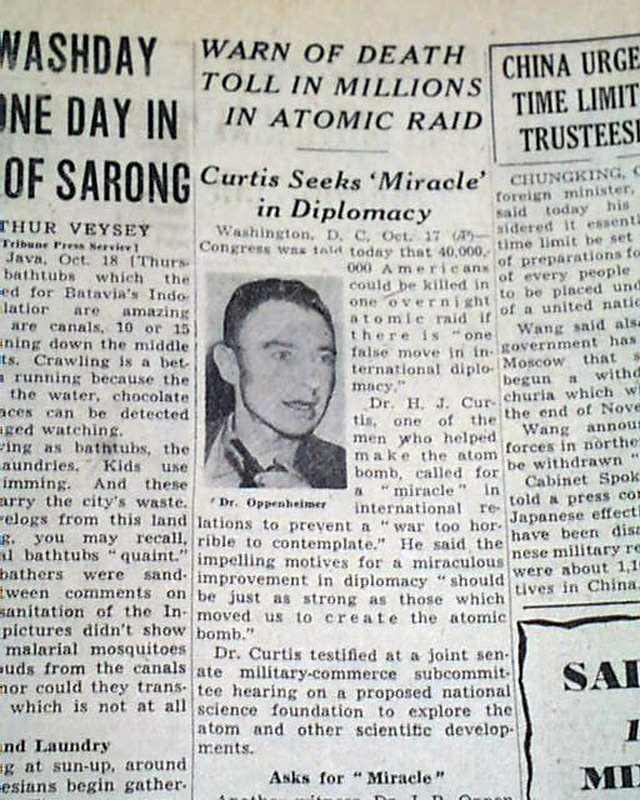 WASHDAY
ONE DAY IN
OF SARONG
THUR VEYSEY
Tribune Press Service]
Java, Oct. 18 [Thurs-
bathtubs which the
ed for Batavia's Indo-
lation are amazing
are canals, 10 or 15
ning down the middle
ts. Crawling is a bet-
running because the
the water, chocolate
aces can be detected
aged watching.
ving as bathtubs, the
aundries. Kids use
imming. And these
arry the city's waste.
elogs from this land
g, you may recall,
al bathtubs "quaint."
bathers were sand-
ween comments on
sanitation of the In-
pictures didn't show
malarial mosquitoes
uds from the canals
nor could they trans-
which is not at all
nd Laundry
g at sun-up, around
esians begin gather-
WARN OF DEATH
TOLL IN MILLIONS
IN ATOMIC RAID
Curtis Seeks 'Miracle'
in Diplomacy
Washington, D. C., Oct. 17 (AP)—
Congress was told today that 40,000,-
000 Americans
could be killed in
one overnight
atomic raid if
there is "one
false move in in-
ternational diplo-
macy."
Dr. H. J. Cur-
tis, one of the
men who helped
make the atom
bomb, called for
a "miracle" in
international re-
Dr. Oppenheimer
lations to prevent a "war too hor-
rible to contemplate." He said the
impelling motives for a miraculous
improvement in diplomacy "should
be just as strong as those which
moved us to create the atomic
bomb."
Dr. Curtis testified at a joint sen-
ate military-commerce subcommit-
tee hearing on a proposed national
science foundation to explore the
atom and other scientific develop-
ments.
Asks for "Miracle"
Another witness, Dr. J. R. Oppen
CHINA URGE
TIME LIMIT
TRUSTEES
CHUNGKING,
foreign minister,
said today his
sidered it essenti
time limit be set
of preparations fo
of every people
to be placed und
of a united natio
Wang said als
government has
Moscow that
begun a withd
churia which w
the end of Nove
Wang announ
forces in northe
be withdrawn "
Cabinet Spok
told a press co
Japanese effecti
have been disa
nese military re
were about 1,1
tives in China
SA
MI